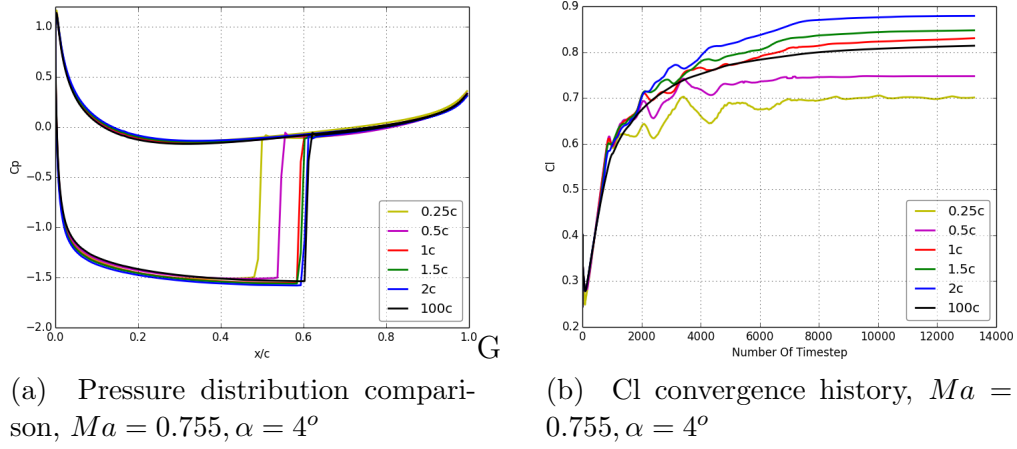 1.2
1.0
0.5
0.0
−0.5
−1.0
−1.5
−2.0
Cp
0.0 0.2 0.4 0.6 0.8 1.0
x/c
0.25c
0.5c
1c
1.5c
2c
100c
G
(a) Pressure distribution compari-
son, Ma = 0.755, α = 4°
0.9
0.8
0.7
0.6
0.5
0.4
0.3
0.2
Cl
0 2000 4000 6000 8000 10000 12000 14000
Number Of Timestep
0.25c
0.5c
1c
1.5c
2c
100c
(b) Cl convergence history, Ma =
0.755, α = 4°